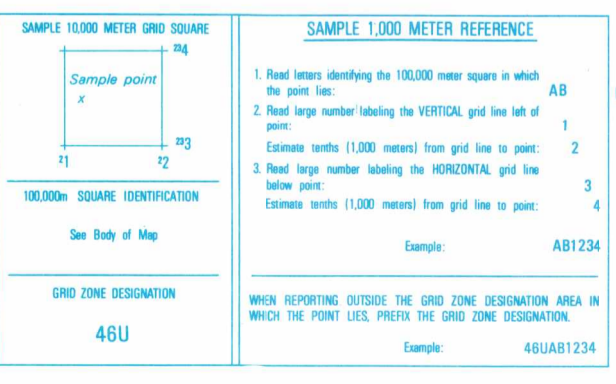 SAMPLE 10,000 METER GRID SQUARE
²³4
Sample point
x
²³3
²1
²2
100,000m SQUARE IDENTIFICATION
See Body of Map
GRID ZONE DESIGNATION
46U
SAMPLE 1,000 METER REFERENCE
1. Read letters identifying the 100,000 meter square in which
the point lies: AB
2. Read large number labeling the VERTICAL grid line left of
point: 1
Estimate tenths (1,000 meters) from grid line to point: 2
3. Read large number labeling the HORIZONTAL grid line
below point: 3
Estimate tenths (1,000 meters) from grid line to point: 4
Example: AB1234
WHEN REPORTING OUTSIDE THE GRID ZONE DESIGNATION AREA IN
WHICH THE POINT LIES, PREFIX THE GRID ZONE DESIGNATION.
Example: 46UAB1234